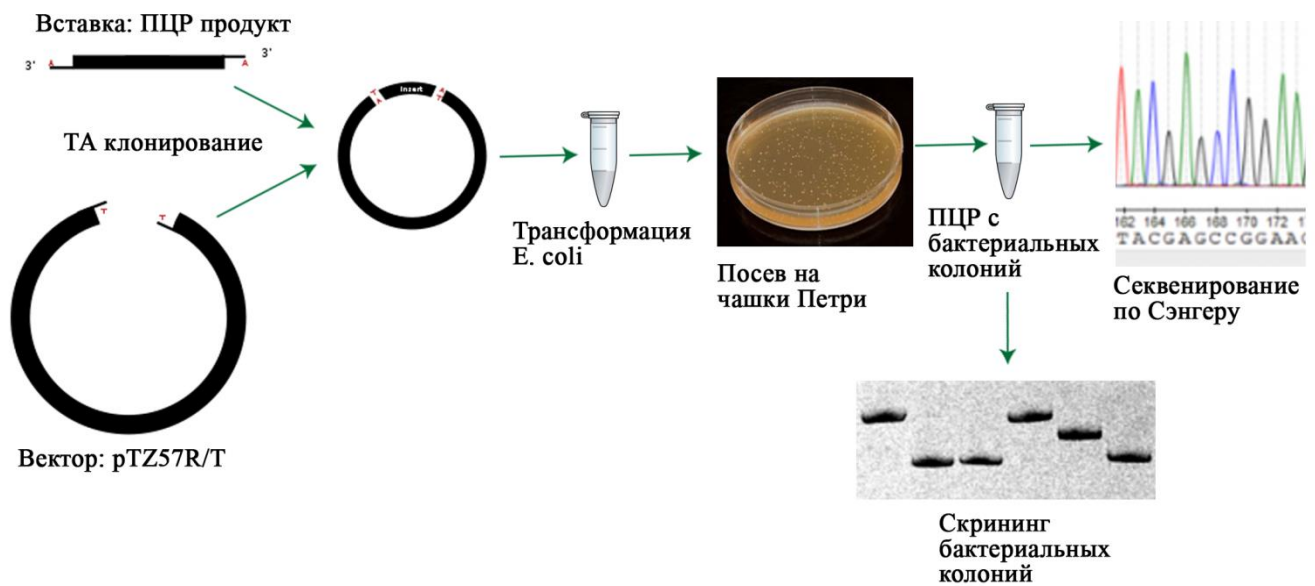 Вставка: ПЦР продукт
3'
3'
A
A
ТА клонирование
T
T
Вектор: pTZ57R/T
Insert
T
A
A
T
Трансформация
E. coli
Посев на
чашки Петри
ПЦР с
бактериальных
колоний
162 164 166 168 170 172
T A C G A G C C G G A A
Секвенирование
по Сэнгеру
Скрининг
бактериальных
колоний